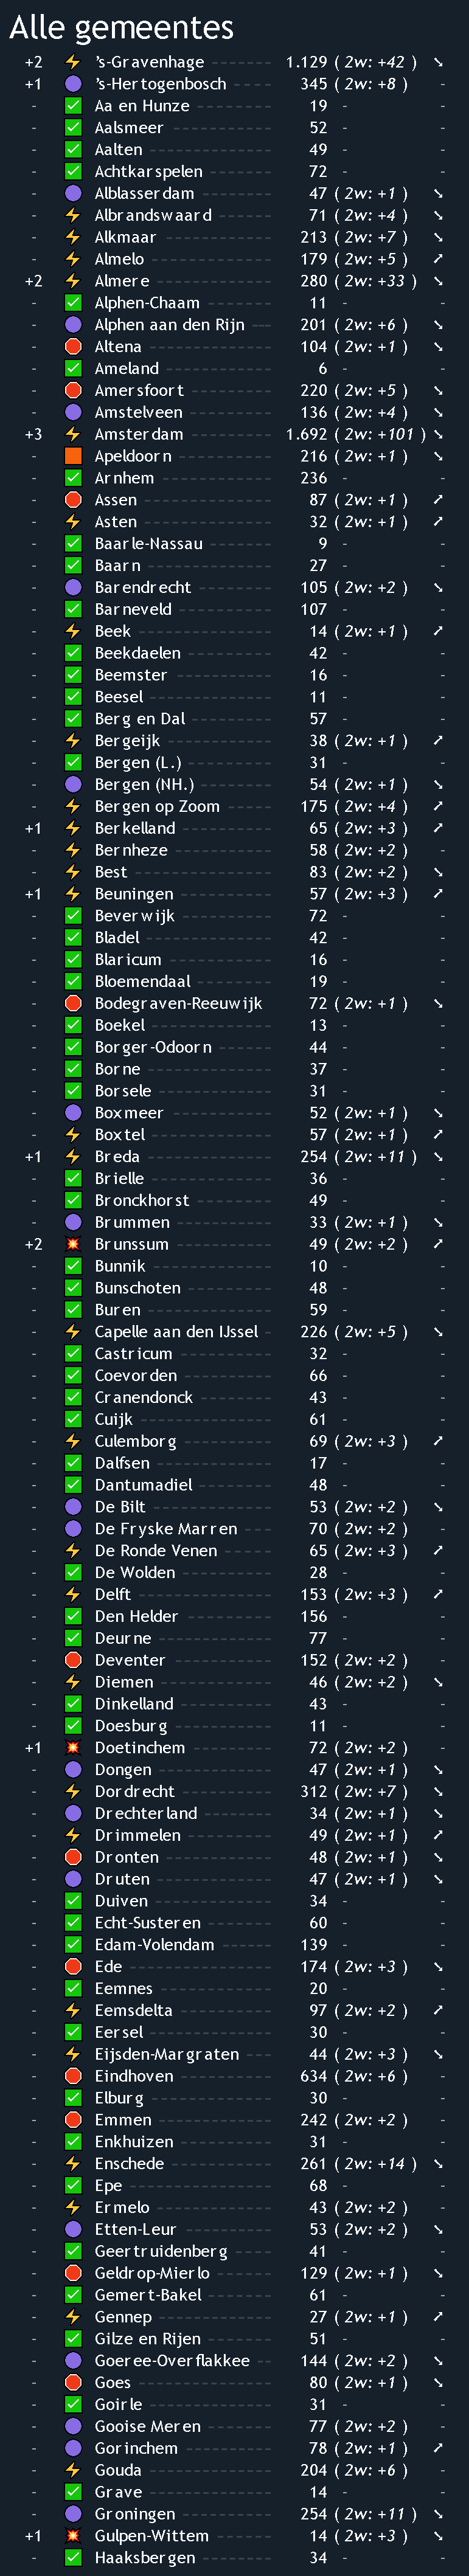 Alle gemeentes
+2 ⚡ 's-Gravenhage 1.129 ( 2w: +42 ) ↘
+1 's-Hertogenbosch 345 ( 2w: +8 ) -
- Aa en Hunze 19 - -
- Aalsmeer 52 - -
- Aalten 49 - -
- Achtkarspelen 72 - -
- Alblasserdam 47 ( 2w: +1 ) ↘
- Albrandswaard 71 ( 2w: +4 ) ↘
- Alkmaar 213 ( 2w: +7 ) ↘
- Almelo 179 ( 2w: +5 ) ↗
+2 Almere 280 ( 2w: +33 ) ↘
- Alphen-Chaam 11 - -
- Alphen aan den Rijn 201 ( 2w: +6 ) ↘
- Altena 104 ( 2w: +1 ) ↘
- Ameland 6 - -
- Amersfoort 220 ( 2w: +5 ) ↘
- Amstelveen 136 ( 2w: +4 ) ↘
+3 Amsterdam 1.692 ( 2w: +101 ) ↘
- Apeldoorn 216 ( 2w: +1 ) ↘
- Arnhem 236 - -
- Assen 87 ( 2w: +1 ) ↗
- Asten 32 ( 2w: +1 ) ↗
- Baarle-Nassau 9 - -
- Baarn 27 - -
- Barendrecht 105 ( 2w: +2 ) ↘
- Barneveld 107 - -
- Beek 14 ( 2w: +1 ) ↗
- Beekdaelen 42 - -
- Beemster 16 - -
- Beesel 11 - -
- Berg en Dal 57 - -
- Bergeijk 38 ( 2w: +1 ) ↗
- Bergen (L.) 31 - -
- Bergen (NH.) 54 ( 2w: +1 ) ↘
- Bergen op Zoom 175 ( 2w: +4 ) ↗
+1 Berkelland 65 ( 2w: +3 ) ↗
- Bernheze 58 ( 2w: +2 ) -
- Best 83 ( 2w: +2 ) ↘
+1 Beuningen 57 ( 2w: +3 ) ↗
- Beverwijk 72 - -
- Bladel 42 - -
- Blaricum 16 - -
- Bloemendaal 19 - -
- Bodegraven-Reeuwijk 72 ( 2w: +1 ) ↘
- Boekel 13 - -
- Borger-Odoorn 44 - -
- Borne 37 - -
- Borsele 31 - -
- Boxmeer 52 ( 2w: +1 ) ↘
- Boxtel 57 ( 2w: +1 ) ↗
+1 Breda 254 ( 2w: +11 ) ↘
- Brielle 36 - -
- Bronckhorst 49 - -
- Brummen 33 ( 2w: +1 ) ↘
+2 Brunssum 49 ( 2w: +2 ) ↗
- Bunnik 10 - -
- Bunschoten 48 - -
- Buren 59 - -
- Capelle aan den IJssel 226 ( 2w: +5 ) ↘
- Castricum 32 - -
- Coevorden 66 - -
- Cranendonck 43 - -
- Cuijk 61 - -
- Culemborg 69 ( 2w: +3 ) ↗
- Dalfsen 17 - -
- Dantumadiel 48 - -
- De Bilt 53 ( 2w: +2 ) ↘
- De Fryske Marren 70 ( 2w: +2 ) -
- De Ronde Venen 65 ( 2w: +3 ) ↗
- De Wolden 28 - -
- Delft 153 ( 2w: +3 ) ↗
- Den Helder 156 - -
- Deurne 77 - -
- Deventer 152 ( 2w: +2 ) -
- Diemen 46 ( 2w: +2 ) ↘
- Dinkelland 43 - -
- Doesburg 11 - -
+1 Doetinchem 72 ( 2w: +2 ) -
- Dongen 47 ( 2w: +1 ) ↘
- Dordrecht 312 ( 2w: +7 ) ↘
- Drechterland 34 ( 2w: +1 ) ↘
- Drimmelen 49 ( 2w: +1 ) ↗
- Dronten 48 ( 2w: +1 ) ↘
- Druten 47 ( 2w: +1 ) ↘
- Duiven 34 - -
- Echt-Susteren 60 - -
- Edam-Volendam 139 - -
- Ede 174 ( 2w: +3 ) ↘
- Eemnes 20 - -
- Eemsdelta 97 ( 2w: +2 ) ↗
- Eersel 30 - -
- Eijsden-Margraten 44 ( 2w: +3 ) ↘
- Eindhoven 634 ( 2w: +6 ) -
- Elburg 30 - -
- Emmen 242 ( 2w: +2 ) -
- Enkhuizen 31 - -
- Enschede 261 ( 2w: +14 ) ↘
- Epe 68 - -
- Ermelo 43 ( 2w: +2 ) -
- Etten-Leur 53 ( 2w: +2 ) ↘
- Geertruidenberg 41 - -
- Geldrop-Mierlo 129 ( 2w: +1 ) ↘
- Gemert-Bakel 61 - -
- Gennep 27 ( 2w: +1 ) ↗
- Gilze en Rijen 51 - -
- Goeree-Overflakkee 144 ( 2w: +2 ) ↘
- Goes 80 ( 2w: +1 ) ↘
- Goirle 31 - -
- Gooise Meren 77 ( 2w: +2 ) -
- Gorinchem 78 ( 2w: +1 ) ↗
- Gouda 204 ( 2w: +6 ) -
- Grave 14 - -
- Groningen 254 ( 2w: +11 ) ↘
+1 Gulpen-Wittem 14 ( 2w: +3 ) ↘
- Haaksbergen 34 - -